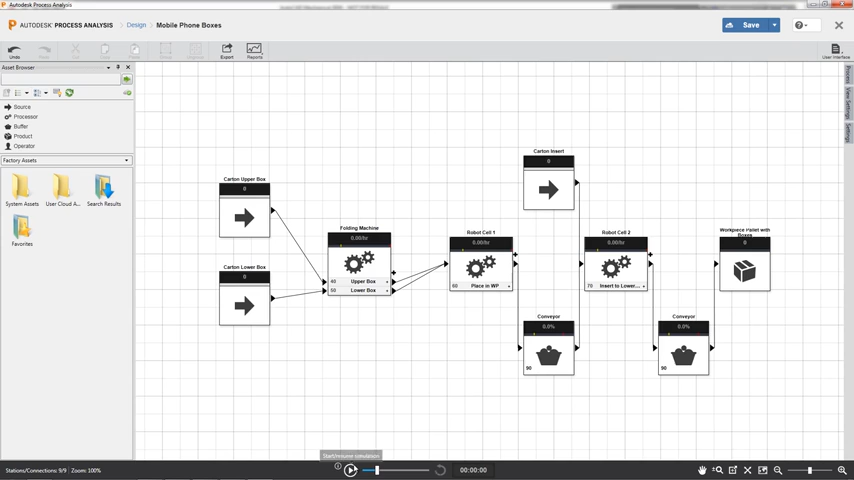 Autodesk Process Analysis
AUTODESK PROCESS ANALYSIS
Design
Mobile Phone Boxes
Save
Undo
Export
Reports
User Interface
Asset Browser
Source
Processor
Buffer
Product
Operator
Factory Assets
System Assets
User Cloud A...
Search Results
Favorites
Carton Upper Box
0
Carton Lower Box
0
Folding Machine
0.00/hr
40 Upper Box
50 Lower Box
Robot Cell 1
0.00/hr
60 Place in WP
Carton Insert
0
Conveyor
0.0%
90
Robot Cell 2
0.00/hr
70 Insert to Lower...
Conveyor
0.0%
90
Workpiece Pallet with Boxes
0
Process
View Settings
Settings
Start/resume simulation
Stations/Connections: 9/9
Zoom: 100%
00:00:00